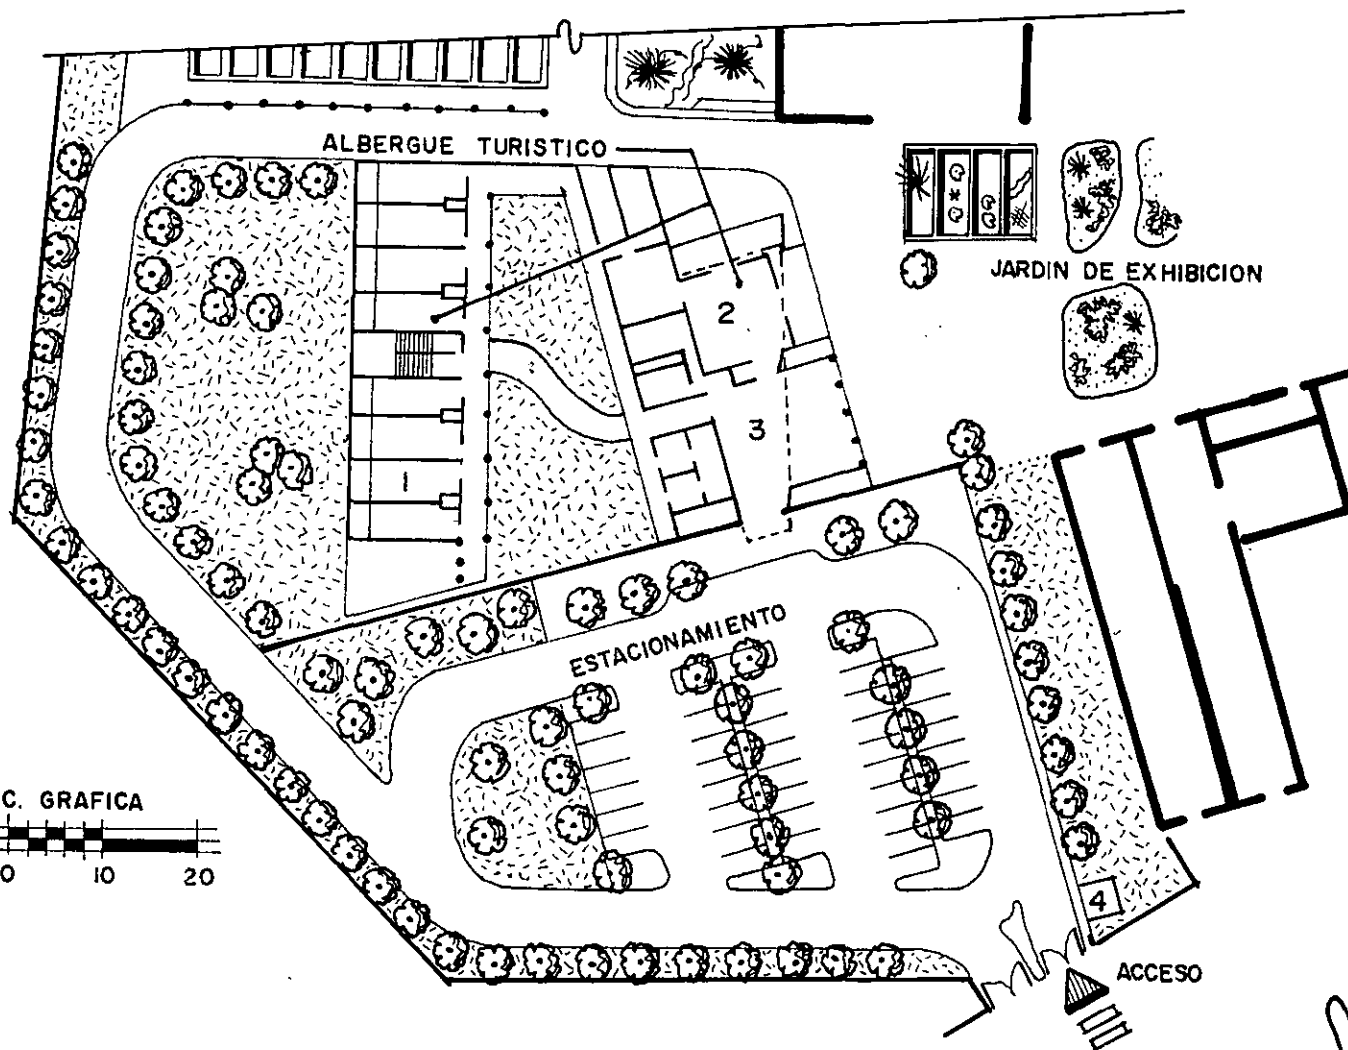 ALBERGUE TURISTICO
JARDIN DE EXHIBICION
2
3
1
ESTACIONAMIENTO
C. GRAFICA
0 10 20
4
ACCESO